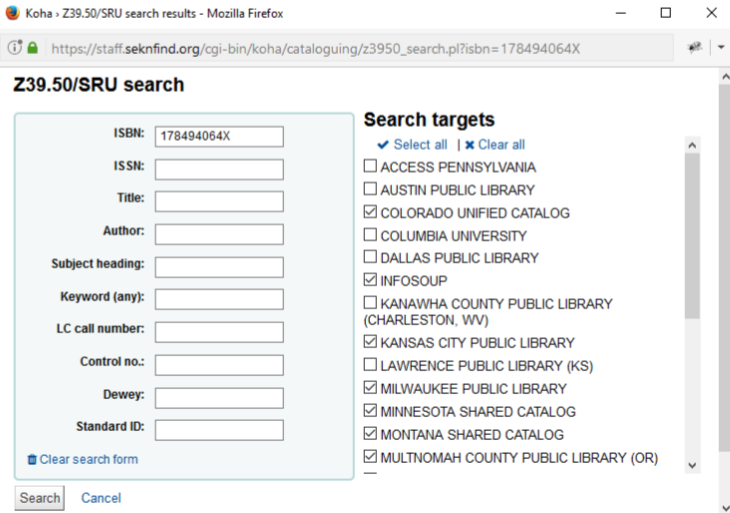 Koha › Z39.50/SRU search results - Mozilla Firefox
https://staff.seknfind.org/cgi-bin/koha/cataloguing/z3950_search.pl?isbn=178494064X
Z39.50/SRU search
ISBN: 178494064X
ISSN:
Title:
Author:
Subject heading:
Keyword (any):
LC call number:
Control no.:
Dewey:
Standard ID:
Clear search form
Search targets
Select all | Clear all
ACCESS PENNSYLVANIA
AUSTIN PUBLIC LIBRARY
COLORADO UNIFIED CATALOG
COLUMBIA UNIVERSITY
DALLAS PUBLIC LIBRARY
INFOSOUP
KANAWHA COUNTY PUBLIC LIBRARY
(CHARLESTON, WV)
KANSAS CITY PUBLIC LIBRARY
LAWRENCE PUBLIC LIBRARY (KS)
MILWAUKEE PUBLIC LIBRARY
MINNESOTA SHARED CATALOG
MONTANA SHARED CATALOG
MULTNOMAH COUNTY PUBLIC LIBRARY (OR)
Search Cancel